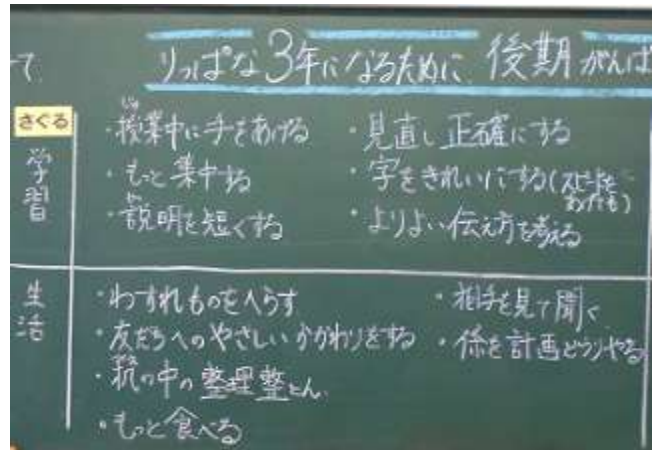 て
りっぱな3年になるために 後期 がんば
さぐる
学習
・授業中に手をあげる
・もっと集中する
・説明を短くする
・見直し正確にする
・字をきれいにする(スピードを
あげても)
・よりよい伝え方を考える
生活
・わすれものをへらす
・友だちへのやさしいかかわりをする
・机の中の整理整とん
・もっと食べる
・相手を見て聞く
・係を計画どうりやる